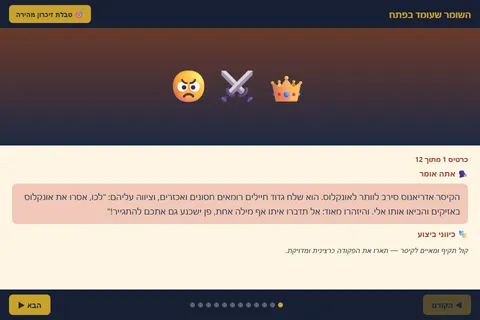 השומר שעומד בפתח
🧠 טבלת זיכרון מהירה
כרטיס 1 מתוך 12
🗣️ אתה אומר
הקיסר אדריאנוס סירב לוותר לאונקלוס. הוא שלח גדוד חיילים רומאים חסונים ואכזרים, וציווה עליהם: "לכו, אסרו את אונקלוס
באזיקים והביאו אותו אלי. והיזהרו מאוד: אל תדברו איתו אף מילה אחת, פן ישכנע גם אתכם להתגייר!"
🎭 כיווני ביצוע
קול תקיף ומאיים לקיסר — תארו את הפקודה כרצינית ומדויקת.
◀ הקודם
הבא ▶